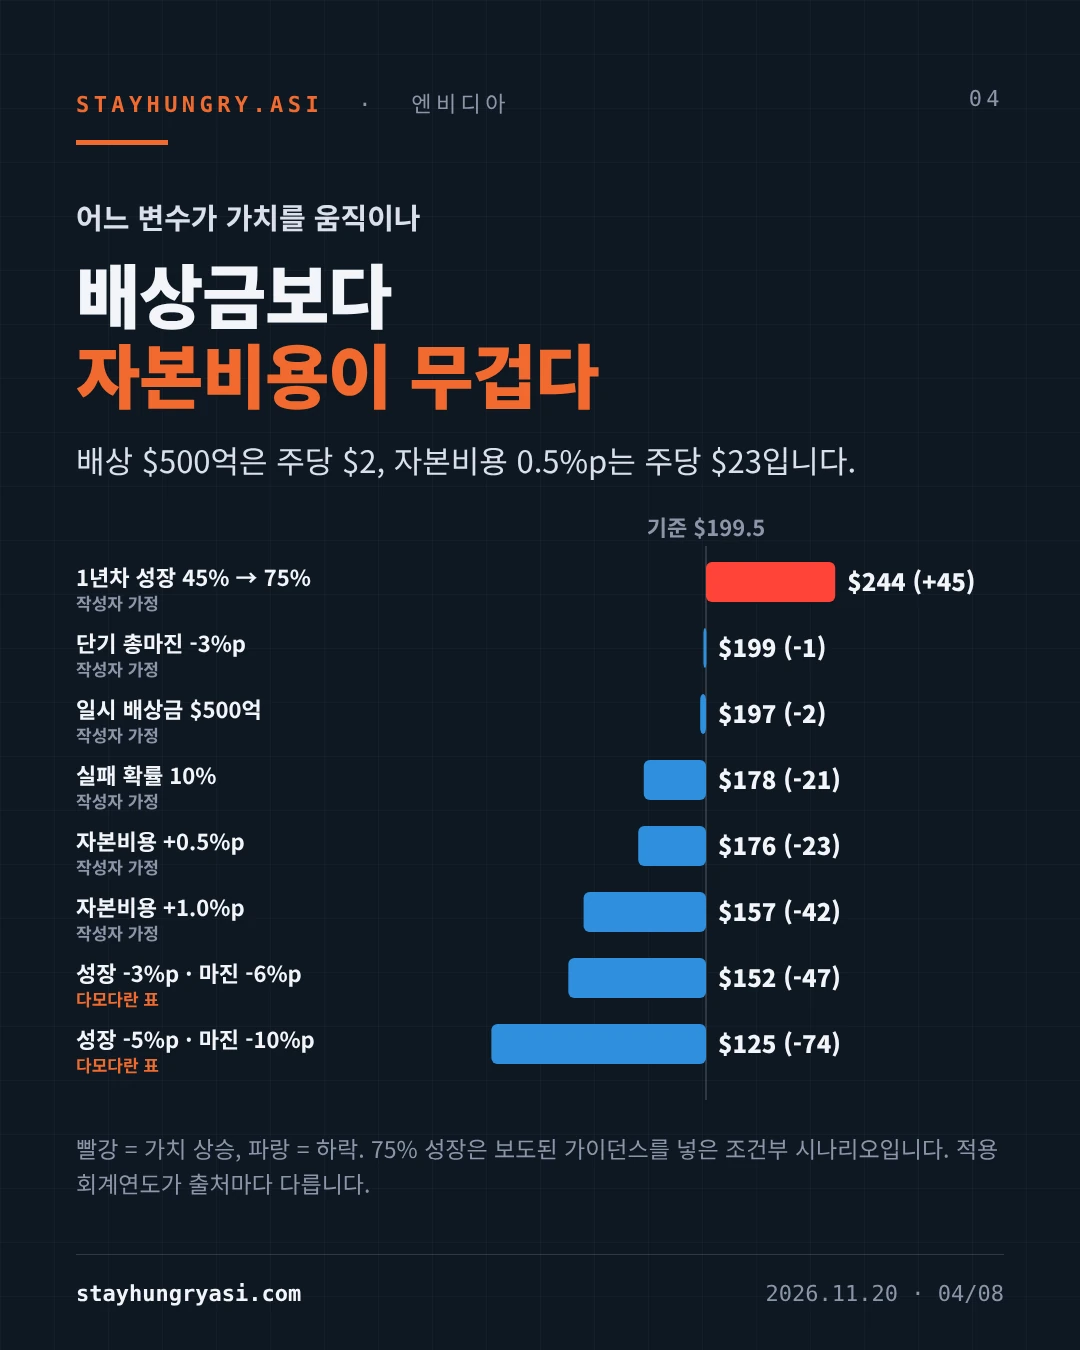 STAYHUNGRY.ASI · 엔비디아
04
어느 변수가 가치를 움직이나
배상금보다
자본비용이 무겁다
배상 $500억은 주당 $2, 자본비용 0.5%p는 주당 $23입니다.
기준 $199.5
1년차 성장 45% → 75%
작성자 가정
$244 (+45)
단기 총마진 -3%p
작성자 가정
$199 (-1)
일시 배상금 $500억
작성자 가정
$197 (-2)
실패 확률 10%
작성자 가정
$178 (-21)
자본비용 +0.5%p
작성자 가정
$176 (-23)
자본비용 +1.0%p
작성자 가정
$157 (-42)
성장 -3%p · 마진 -6%p
다모다란 표
$152 (-47)
성장 -5%p · 마진 -10%p
다모다란 표
$125 (-74)
빨강 = 가치 상승, 파랑 = 하락. 75% 성장은 보도된 가이던스를 넣은 조건부 시나리오입니다. 적용
회계연도가 출처마다 다릅니다.
stayhungryasi.com
2026.11.20 · 04/08